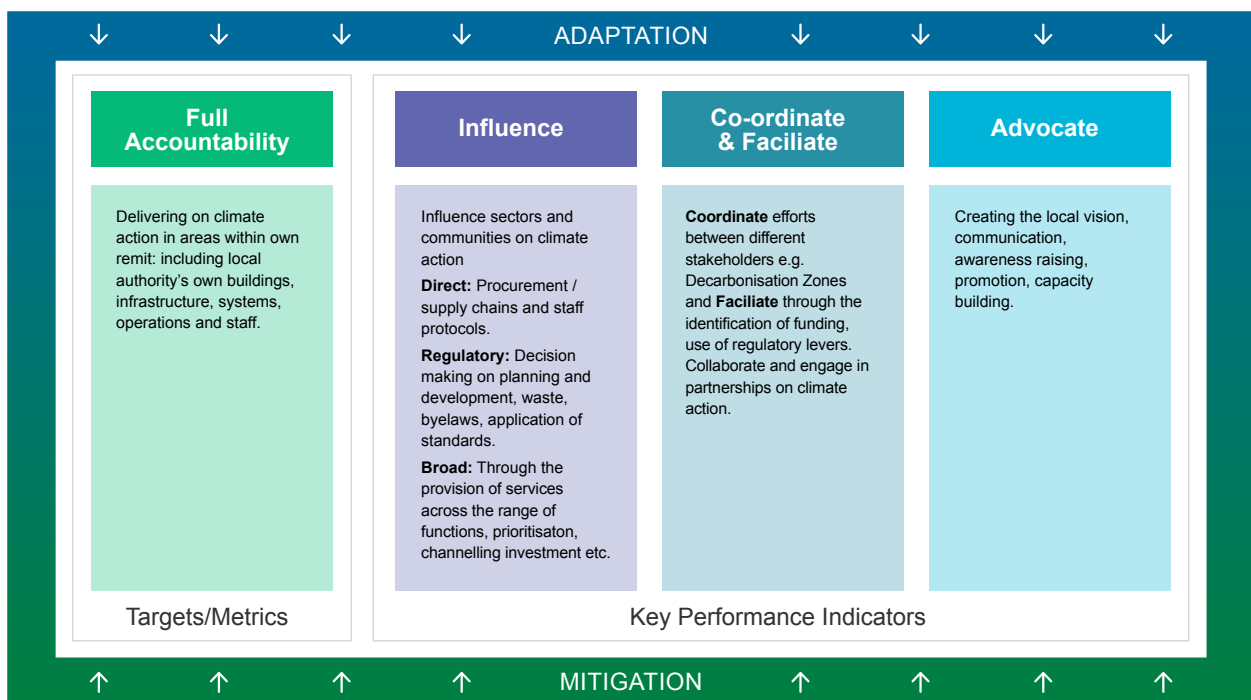 ADAPTATION
Full
Accountability
Delivering on climate
action in areas within own
remit: including local
authority's own buildings,
infrastructure, systems,
operations and staff.
Targets/Metrics
Influence
Influence sectors and
communities on climate
action
Direct: Procurement /
supply chains and staff
protocols.
Regulatory: Decision
making on planning and
development, waste,
byelaws, application of
standards.
Broad: Through the
provision of services
across the range of
functions, prioritisaton,
channelling investment etc.
Co-ordinate
& Faciliate
Coordinate efforts
between different
stakeholders e.g.
Decarbonisation Zones
and Faciliate through the
identification of funding,
use of regulatory levers.
Collaborate and engage in
partnerships on climate
action.
Advocate
Creating the local vision,
communication,
awareness raising,
promotion, capacity
building.
Key Performance Indicators
MITIGATION